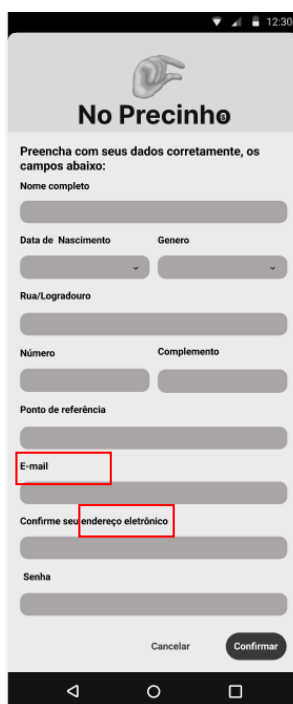 12:30
No Precinho
Preencha com seus dados corretamente, os
campos abaixo:
Nome completo
Data de Nascimento Genero
Rua/Logradouro
Número Complemento
Ponto de referência
E-mail
Confirme seu endereço eletrônico
Senha
Cancelar Confirmar